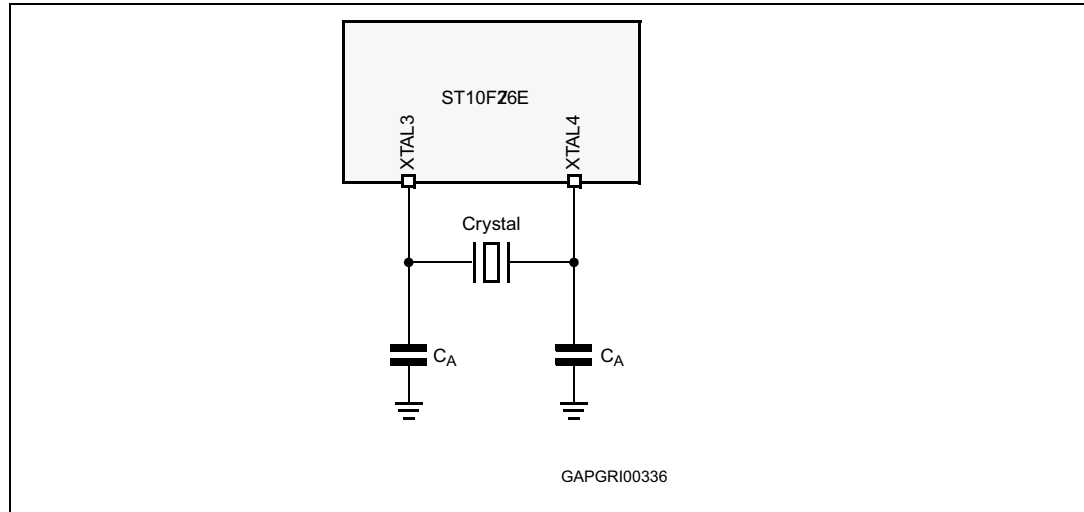 ST10F276E
XTAL3
XTAL4
Crystal
CA
CA
GAPGRI00336